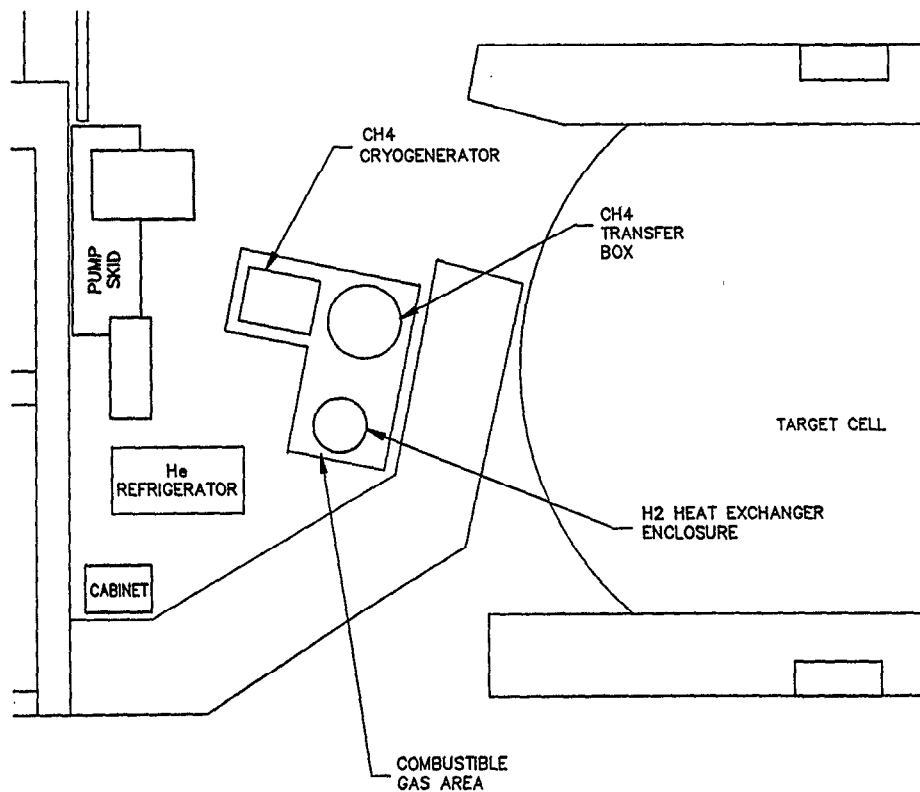 CH4
CRYOGENERATOR
CH4
TRANSFER
BOX
PUMP
SKID
TARGET CELL
He
REFRIGERATOR
H2 HEAT EXCHANGER
ENCLOSURE
CABINET
COMBUSTIBLE
GAS AREA